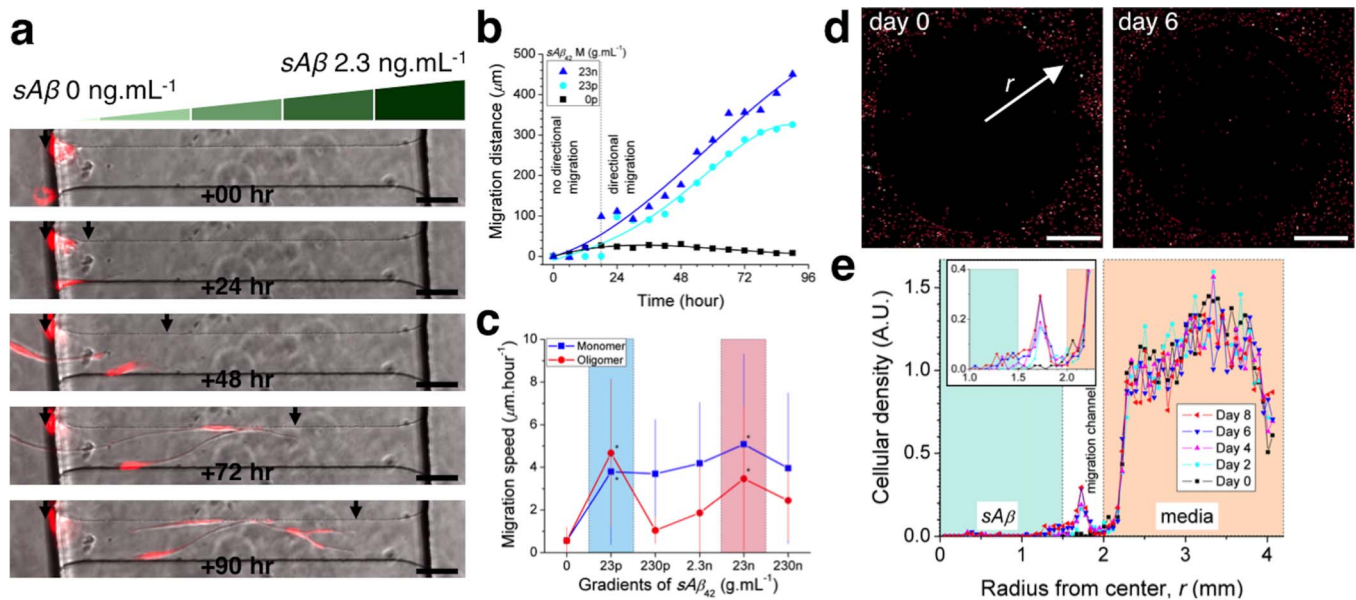 a
sAβ 2.3 ng.mL⁻¹
sAβ 0 ng.mL⁻¹
+00 hr
+24 hr
+48 hr
+72 hr
+90 hr
b
sAβ₄₂ M (g.mL⁻¹)
23n
23p
0p
no directional
migration
directional
migration
Migration distance (μm)
500
400
300
200
100
0
0 24 48 72 96
Time (hour)
c
Monomer
Oligomer
Migration speed (μm.hour⁻¹)
10
8
6
4
2
0
* * * *
0 23p 230p 2.3n 23n 230n
Gradients of sAβ₄₂ (g.mL⁻¹)
d
day 0
r
day 6
e
Cellular density (A.U.)
1.5
1.0
0.5
0.0
0.4
0.2
0.0
1.0 1.5 2.0
sAβ
migration channel
media
Day 8
Day 6
Day 4
Day 2
Day 0
0 1 2 3 4
Radius from center, r (mm)